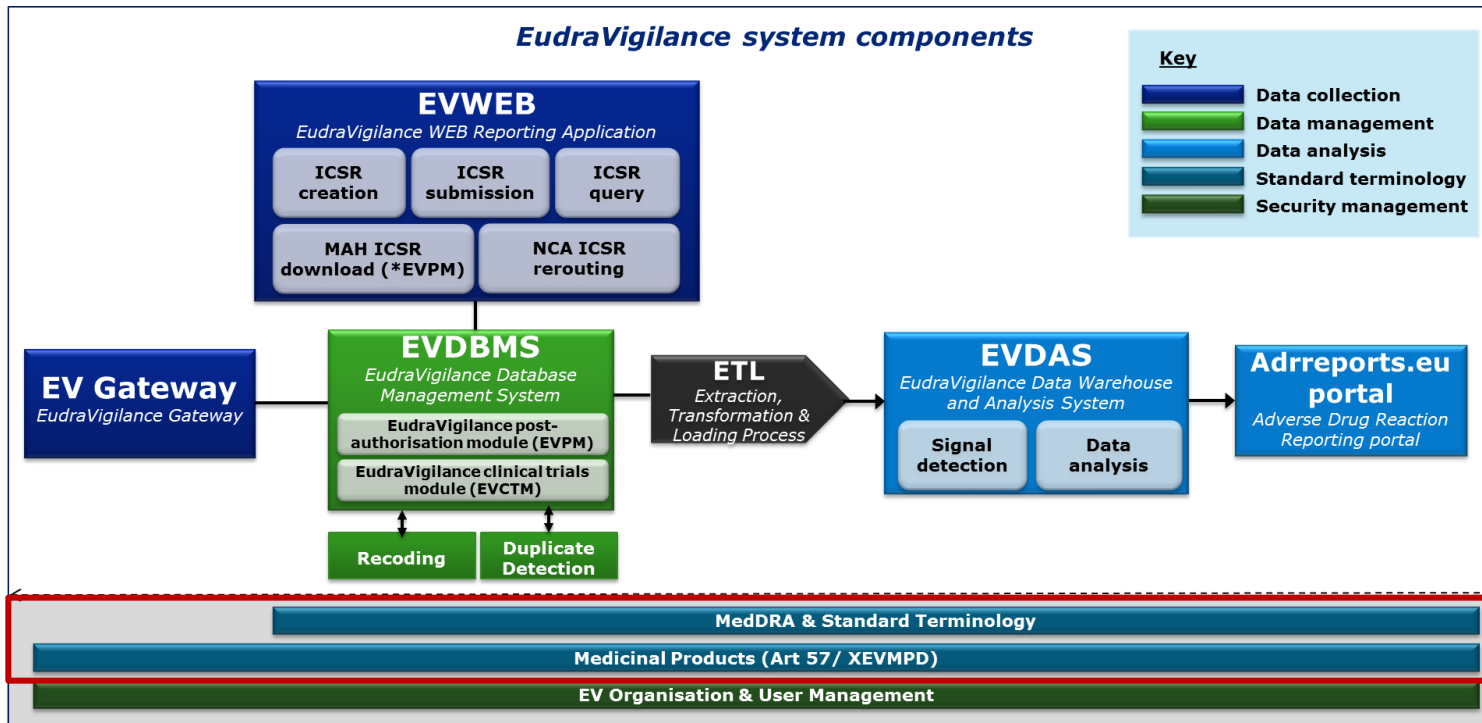 EudraVigilance system components
Key
Data collection
Data management
Data analysis
Standard terminology
Security management
EVWEB
EudraVigilance WEB Reporting Application
ICSR
creation
ICSR
submission
ICSR
query
MAH ICSR
download (*EVPM)
NCA ICSR
rerouting
EV Gateway
EudraVigilance Gateway
EVDBMS
EudraVigilance Database
Management System
EudraVigilance post-
authorisation module (EVPM)
EudraVigilance clinical trials
module (EVCTM)
Recoding
Duplicate
Detection
ETL
Extraction,
Transformation &
Loading Process
EVDAS
EudraVigilance Data Warehouse
and Analysis System
Signal
detection
Data
analysis
Adrreports.eu
portal
Adverse Drug Reaction
Reporting portal
MedDRA & Standard Terminology
Medicinal Products (Art 57/ XEVMPD)
EV Organisation & User Management